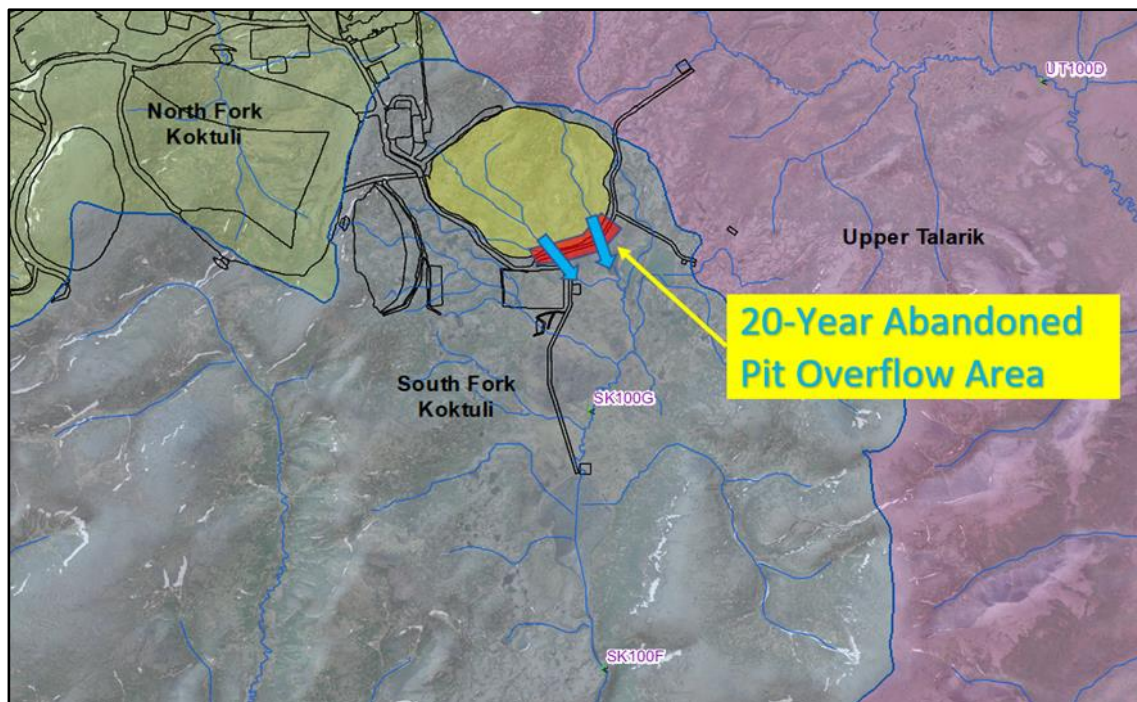 UT100D
North Fork
Koktuli
Upper Talarik
20-Year Abandoned
Pit Overflow Area
South Fork
Koktuli
SK100G
SK100F